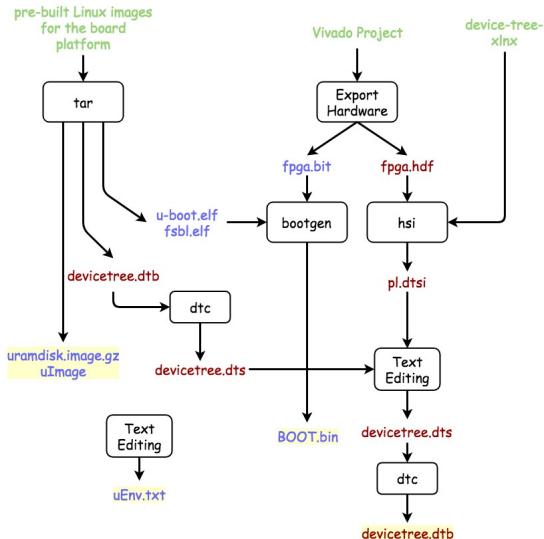 pre-built Linux images
for the board
platform
Vivado Project
device-tree-
xlnx
tar
Export
Hardware
fpga.bit
fpga.hdf
u-boot.elf
fsbl.elf
bootgen
hsi
devicetree.dtb
pl.dtsi
dtc
uramdisk.image.gz
uImage
devicetree.dts
Text
Editing
Text
Editing
BOOT.bin
devicetree.dts
uEnv.txt
dtc
devicetree.dtb